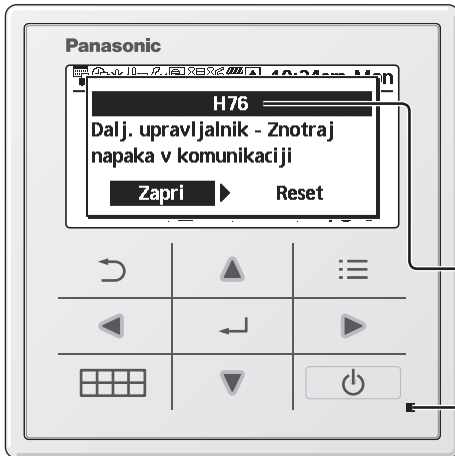 Panasonic
10:34am Mon
H76
Dalj. upravljalnik - Znotraj
napaka v komunikaciji
Zapri
Reset